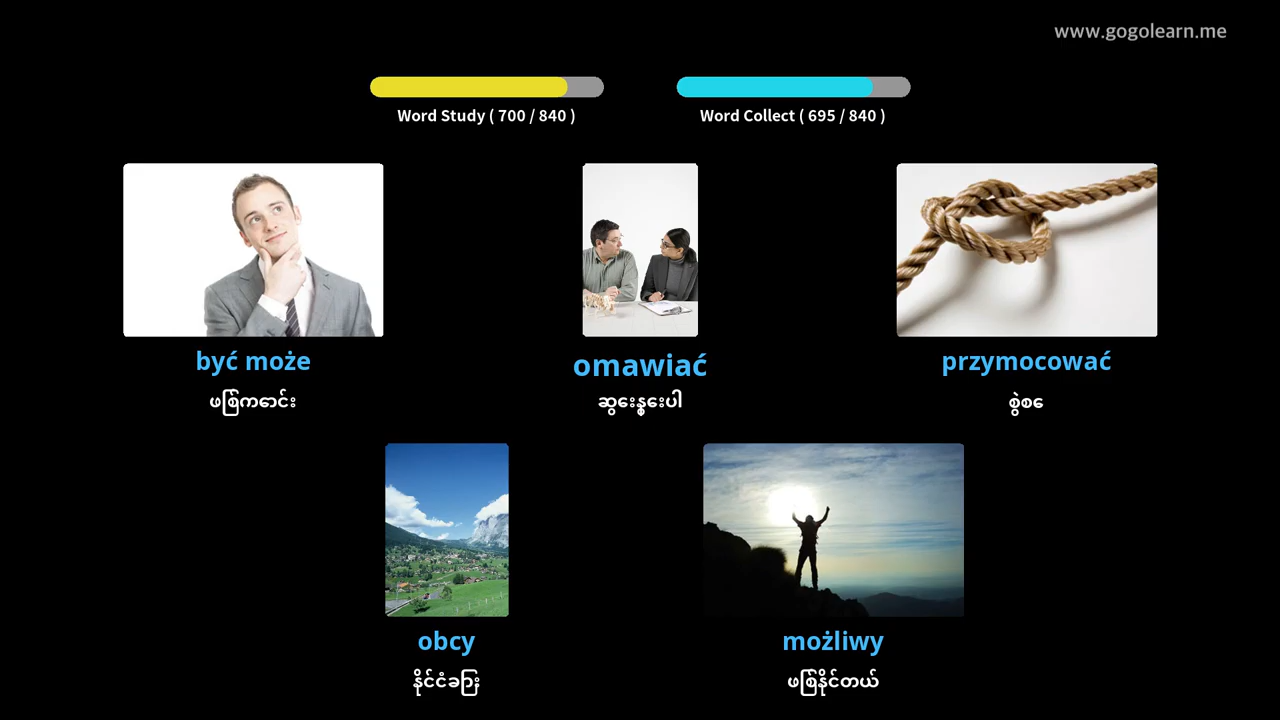 www.gogolearn.me
Word Study ( 700 / 840 )
Word Collect ( 695 / 840 )
być może
omawiać
przymocować
ဖြစ်ကောင်း
ဆွေးနွေးပါ
စွဲစေ
obcy
możliwy
နိုင်ငံခြား
ဖြစ်နိုင်တယ်